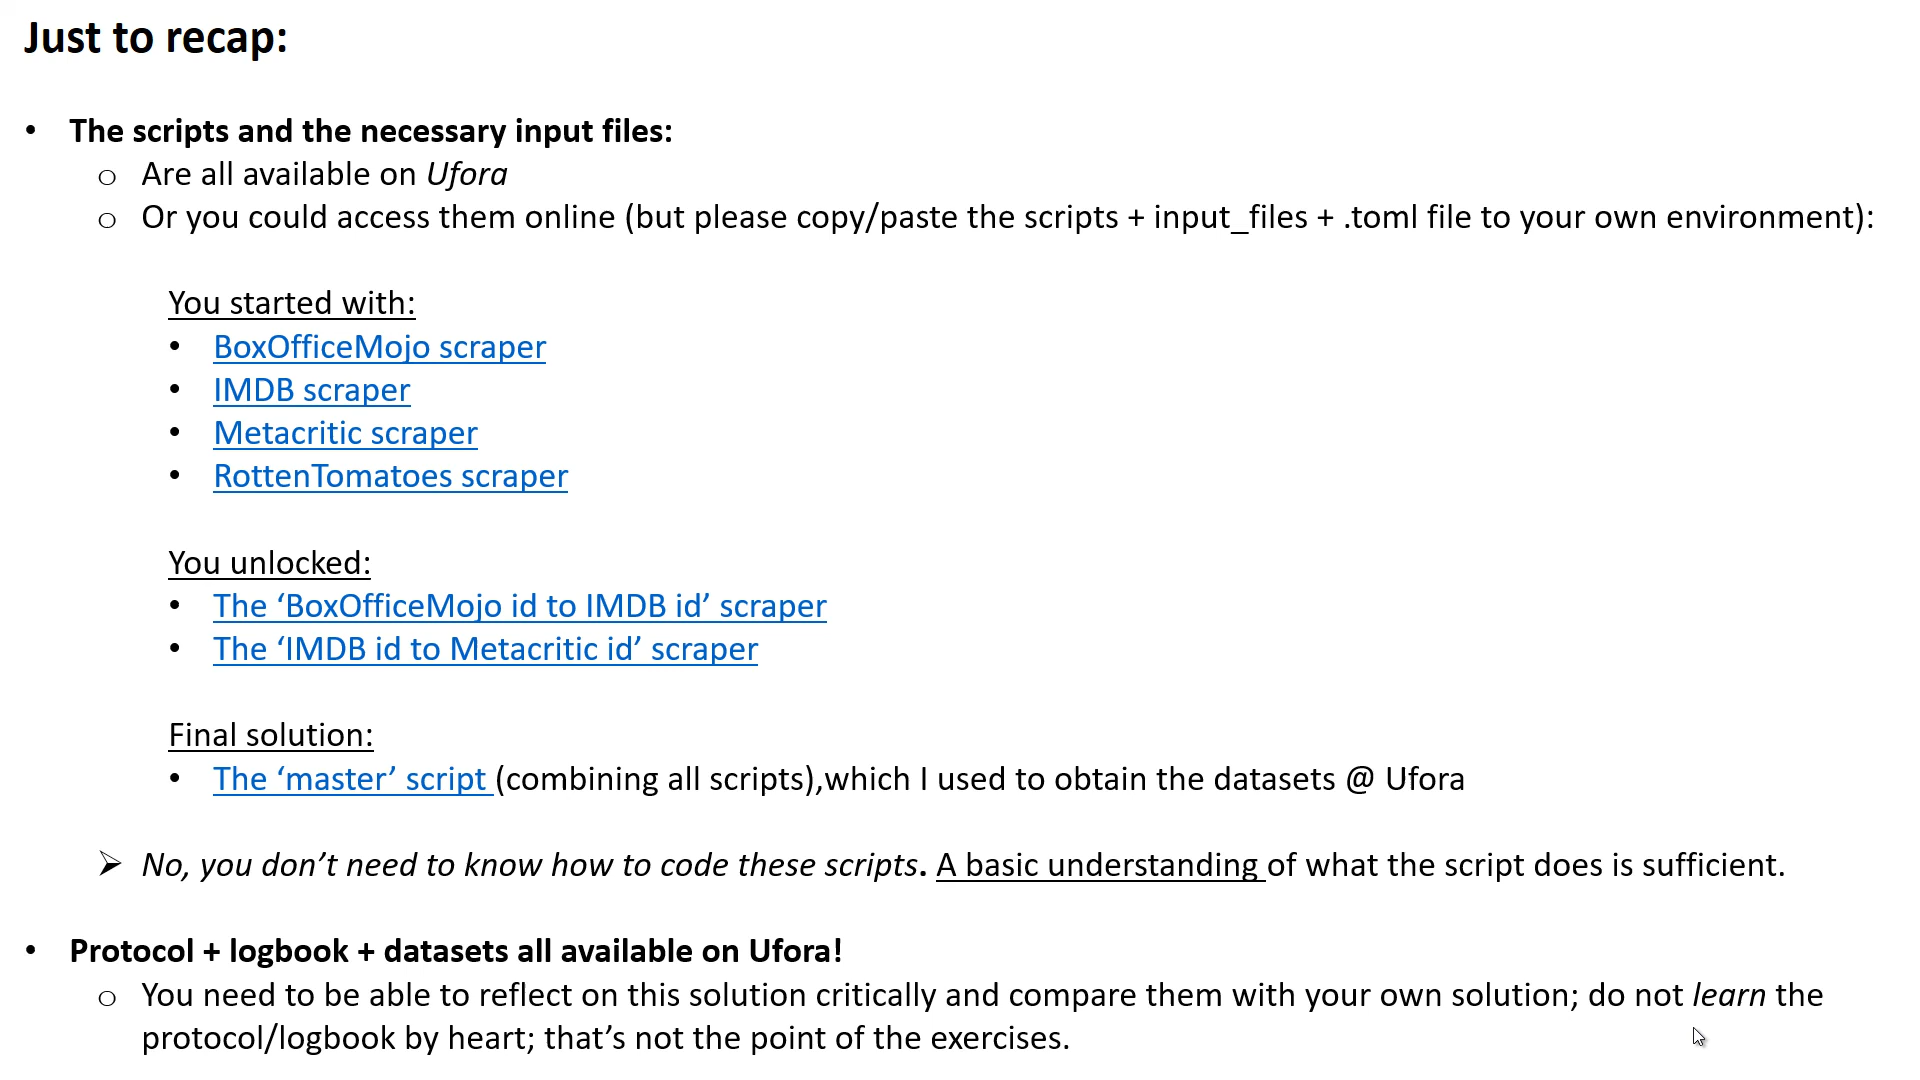 Just to recap:
• The scripts and the necessary input files:
o Are all available on Ufora
o Or you could access them online (but please copy/paste the scripts + input_files + .toml file to your own environment):
You started with:
• BoxOfficeMojo scraper
• IMDB scraper
• Metacritic scraper
• RottenTomatoes scraper
You unlocked:
• The ‘BoxOfficeMojo id to IMDB id’ scraper
• The ‘IMDB id to Metacritic id’ scraper
Final solution:
• The ‘master’ script (combining all scripts),which I used to obtain the datasets @ Ufora
➢ No, you don’t need to know how to code these scripts. A basic understanding of what the script does is sufficient.
• Protocol + logbook + datasets all available on Ufora!
o You need to be able to reflect on this solution critically and compare them with your own solution; do not learn the
protocol/logbook by heart; that’s not the point of the exercises.